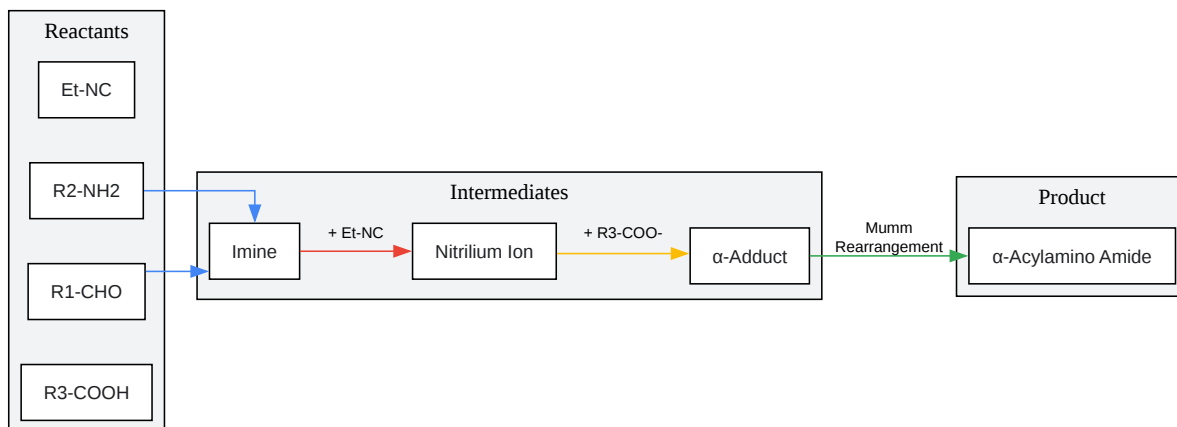 Reactants
Et-NC
R2-NH2
R1-CHO
R3-COOH
Intermediates
Imine
+ Et-NC
Nitrilium Ion
+ R3-COO-
α-Adduct
Mumm
Rearrangement
Product
α-Acylamino Amide